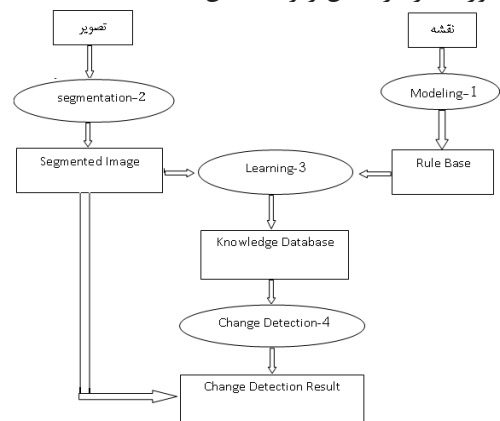 تصویر
نقشه
segmentation-2
Modeling-1
Segmented Image
Learning-3
Rule Base
Knowledge Database
Change Detection-4
Change Detection Result